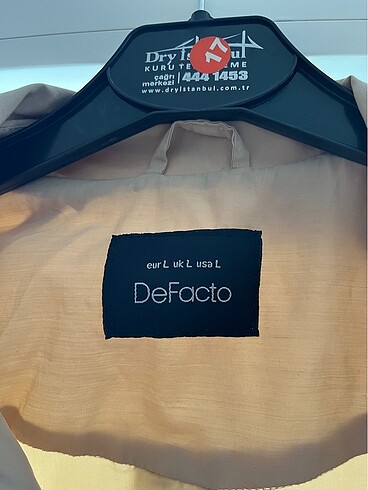 Dry İstanbul
KURU TEMİZLEME
çağrı merkezi 444 1453
www.dryistanbul.com.tr
17
eur L uk L usa L
DeFacto